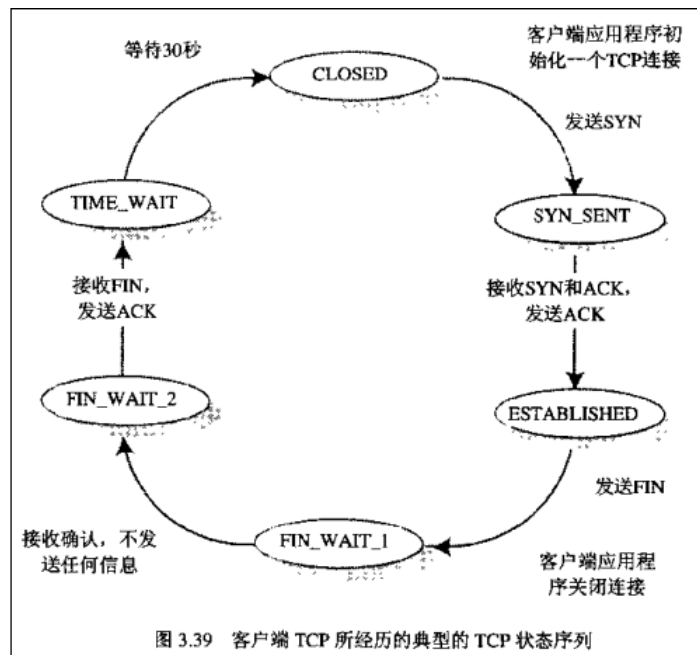 等待30秒
CLOSED
客户端应用程序初
始化一个TCP连接
发送SYN
TIME_WAIT
SYN_SENT
接收FIN，
发送ACK
接收SYN和ACK，
发送ACK
FIN_WAIT_2
ESTABLISHED
发送FIN
接收确认，不发
送任何信息
FIN_WAIT_1
客户端应用程
序关闭连接
图 3.39 客户端 TCP 所经历的典型的 TCP 状态序列